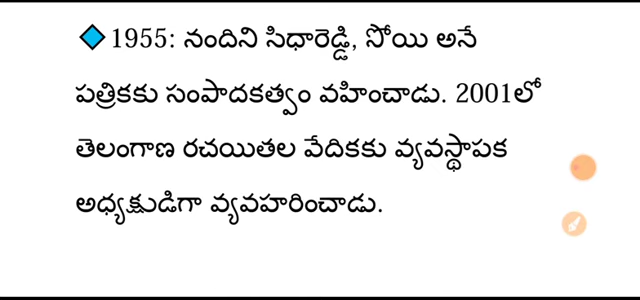 1955: నందిని సిధారెడ్డి, సోయి అనే
పత్రికకు సంపాదకత్వం వహించాడు. 2001లో
తెలంగాణ రచయితల వేదికకు వ్యవస్థాపక
అధ్యక్షుడిగా వ్యవహరించాడు.